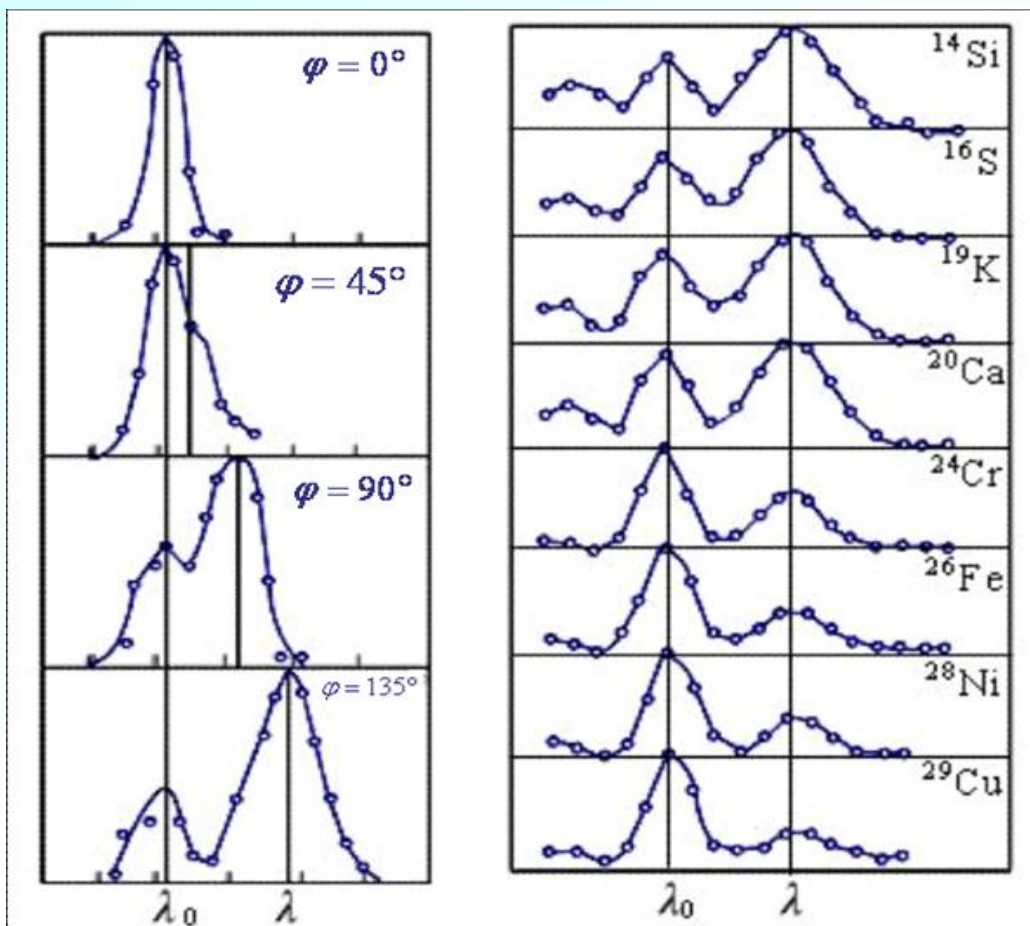 φ = 0°
φ = 45°
φ = 90°
φ = 135°
λ₀ λ
¹⁴Si
¹⁶S
¹⁹K
²⁰Ca
²⁴Cr
²⁶Fe
²⁸Ni
²⁹Cu
λ₀ λ